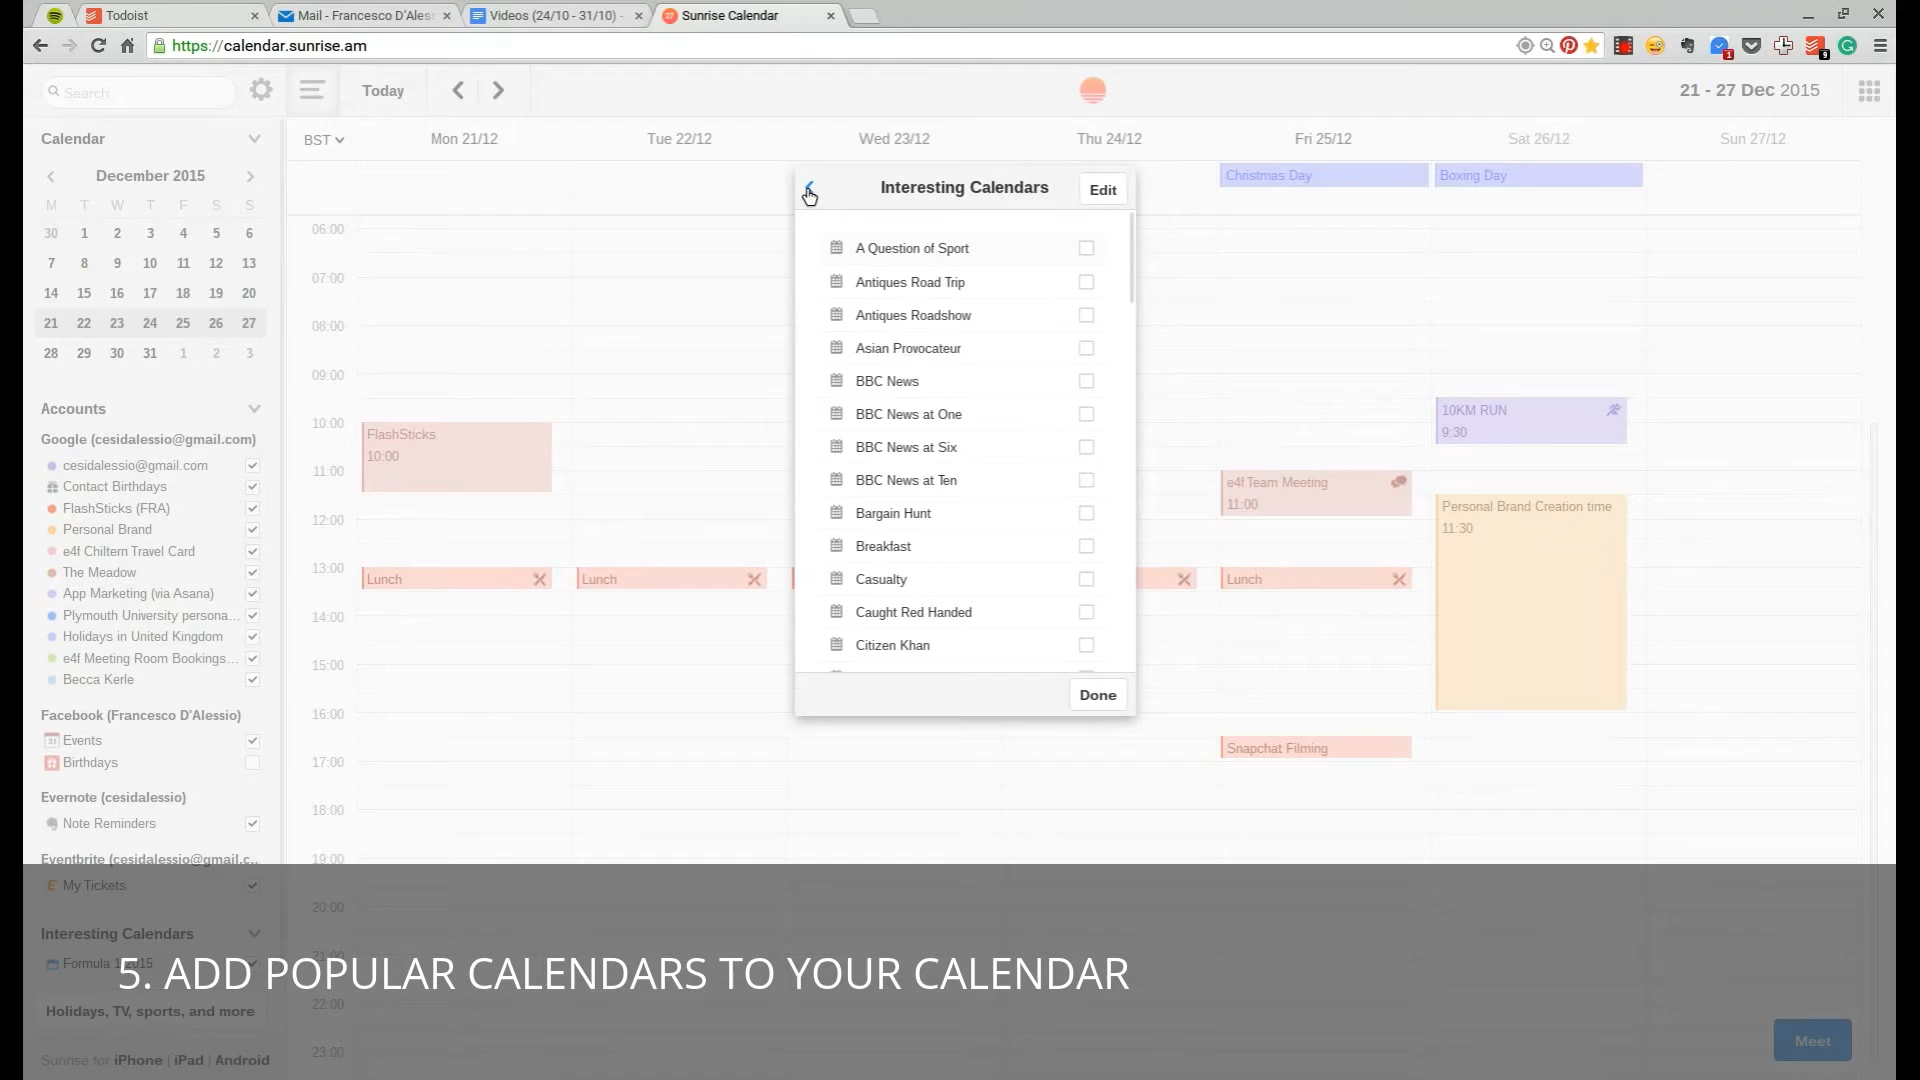 Todoist
Mail - Francesco D'Ales
Videos (24/10 - 31/10) -
Sunrise Calendar
https://calendar.sunrise.am
1
9
Search
Today
21 - 27 Dec 2015
Calendar
December 2015
M T W T F S S
30 1 2 3 4 5 6
7 8 9 10 11 12 13
14 15 16 17 18 19 20
21 22 23 24 25 26 27
28 29 30 31 1 2 3
Accounts
Google (cesidalessio@gmail.com)
cesidalessio@gmail.com
Contact Birthdays
FlashSticks (FRA)
Personal Brand
e4f Chiltern Travel Card
The Meadow
App Marketing (via Asana)
Plymouth University persona...
Holidays in United Kingdom
e4f Meeting Room Bookings...
Becca Kerle
Facebook (Francesco D'Alessio)
Events
Birthdays
Evernote (cesidalessio)
Note Reminders
Eventbrite (cesidalessio@gmail.c...
My Tickets
Interesting Calendars
Formula 1 2015
Holidays, TV, sports, and more
Sunrise for iPhone | iPad | Android
BST
Mon 21/12
Tue 22/12
Wed 23/12
Thu 24/12
Fri 25/12
Sat 26/12
Sun 27/12
Christmas Day
Boxing Day
06:00
07:00
08:00
09:00
10:00
11:00
12:00
13:00
14:00
15:00
16:00
17:00
18:00
19:00
20:00
22:00
23:00
FlashSticks
10:00
Lunch
Lunch
Lunch
e4f Team Meeting
11:00
Snapchat Filming
10KM RUN
9:30
Personal Brand Creation time
11:30
Interesting Calendars
Edit
A Question of Sport
Antiques Road Trip
Antiques Roadshow
Asian Provocateur
BBC News
BBC News at One
BBC News at Six
BBC News at Ten
Bargain Hunt
Breakfast
Casualty
Caught Red Handed
Citizen Khan
Done
5. ADD POPULAR CALENDARS TO YOUR CALENDAR
Meet